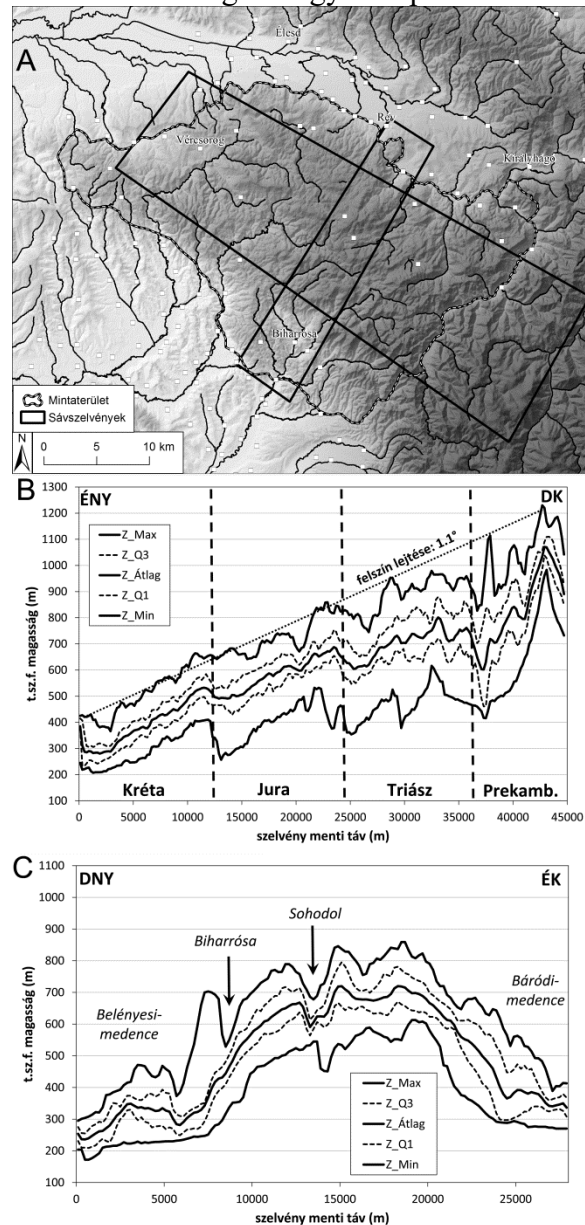 A
Élesd
Rév
Vércsorog
Királyhágó
Biharrósa
Mintaterület
Sávszelvények
N
0 5 10 km
B
ÉNY
DK
1300
1200
1100
1000
900
800
700
600
500
400
300
200
100
t.sz.f. magasság (m)
Z_Max
Z_Q3
Z_Átlag
Z_Q1
Z_Min
felszín lejtése: 1.1°
Kréta Jura Triász Prekamb.
0 5000 10000 15000 20000 25000 30000 35000 40000 45000
szelvény menti táv (m)
C
DNY
ÉK
1100
1000
900
800
700
600
500
400
300
200
100
t.sz.f. magasság (m)
Sohodol
Biharrósa
Belényesi-
medence
Báródi-
medence
Z_Max
Z_Q3
Z_Átlag
Z_Q1
Z_Min
0 5000 10000 15000 20000 25000
szelvény menti táv (m)